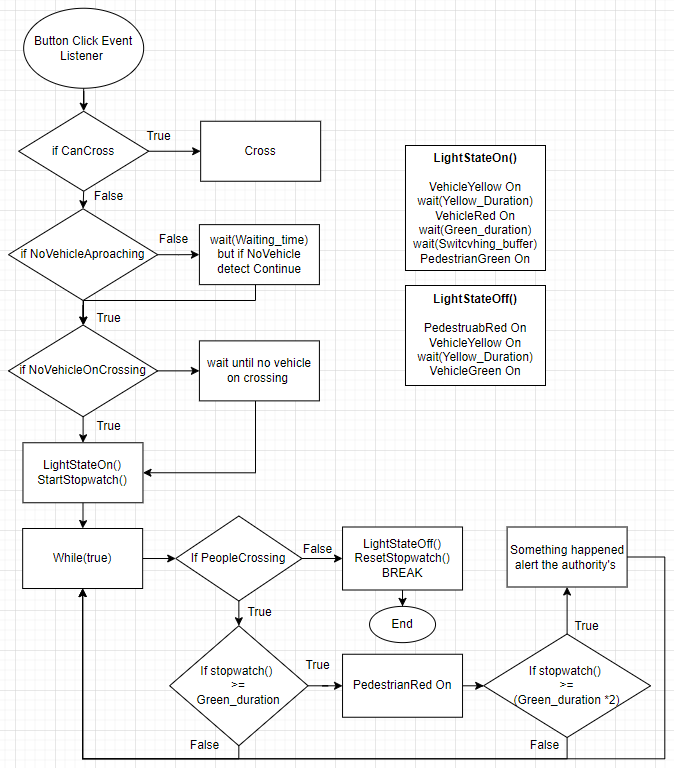 Button Click Event
Listener
if CanCross
True
Cross
False
if NoVehicleAproaching
False
wait(Waiting_time)
but if NoVehicle
detect Continue
True
if NoVehicleOnCrossing
wait until no vehicle
on crossing
True
LightStateOn()
StartStopwatch()
While(true)
If PeopleCrossing
False
LightStateOff()
ResetStopwatch()
BREAK
End
True
If stopwatch()
>=
Green_duration
True
PedestrianRed On
If stopwatch()
>=
(Green_duration *2)
True
Something happened
alert the authority's
False
False
LightStateOn()
VehicleYellow On
wait(Yellow_Duration)
VehicleRed On
wait(Green_duration)
wait(Switcvhing_buffer)
PedestrianGreen On
LightStateOff()
PedestruabRed On
VehicleYellow On
wait(Yellow_Duration)
VehicleGreen On